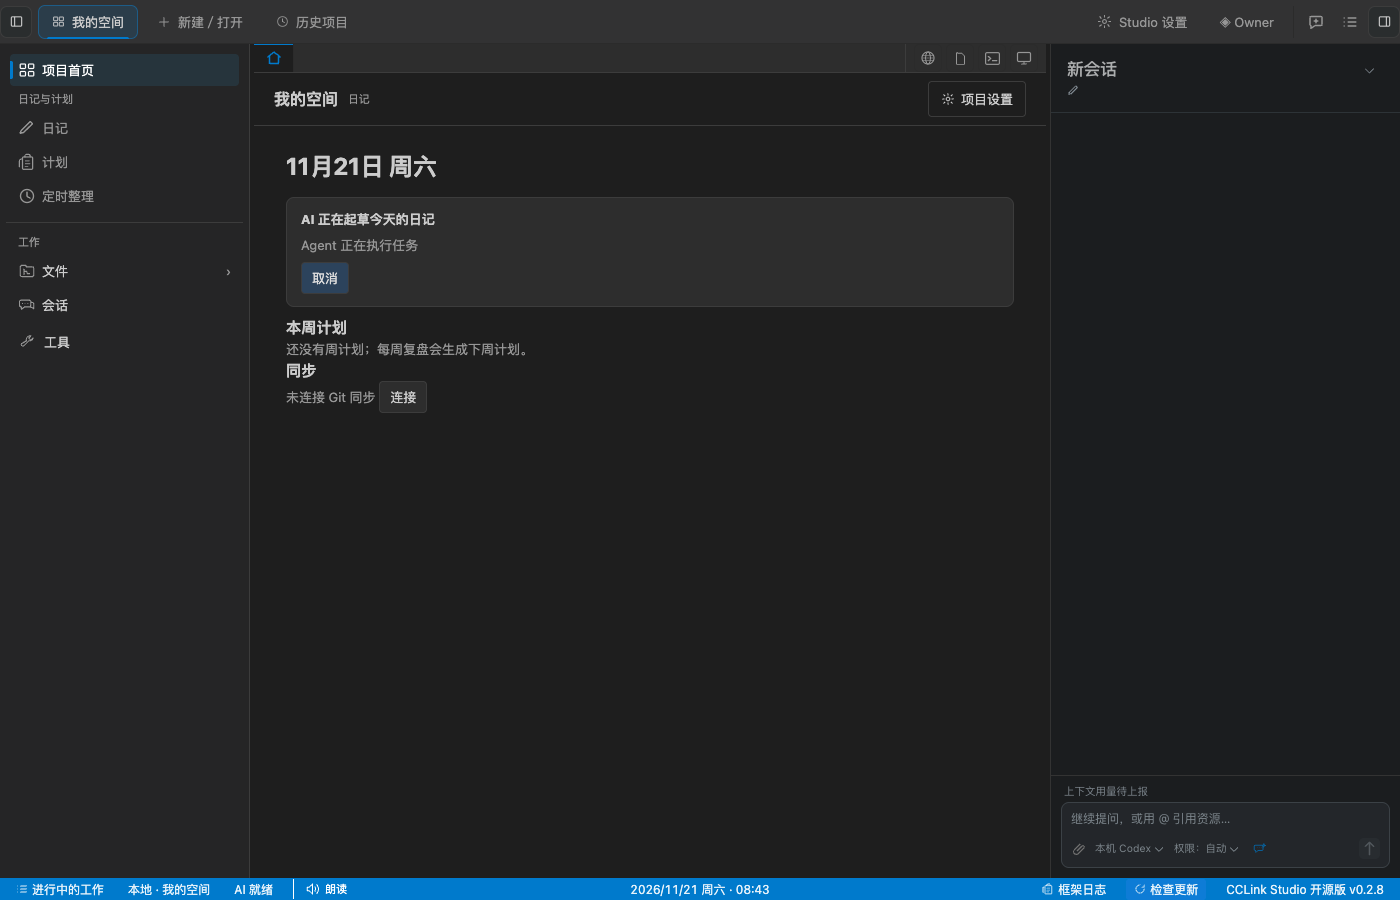 我的空间
新建 / 打开
历史项目
Studio 设置
Owner
项目首页
日记与计划
日记
计划
定时整理
工作
文件
会话
工具
我的空间 日记
项目设置
11月21日 周六
AI 正在起草今天的日记
Agent 正在执行任务
取消
本周计划
还没有周计划；每周复盘会生成下周计划。
同步
未连接 Git 同步 连接
新会话
上下文用量待上报
继续提问，或用 @ 引用资源...
本机 Codex 权限：自动
进行中的工作
本地 · 我的空间
AI 就绪
朗读
2026/11/21 周六 · 08:43
框架日志
检查更新
CCLink Studio 开源版 v0.2.8